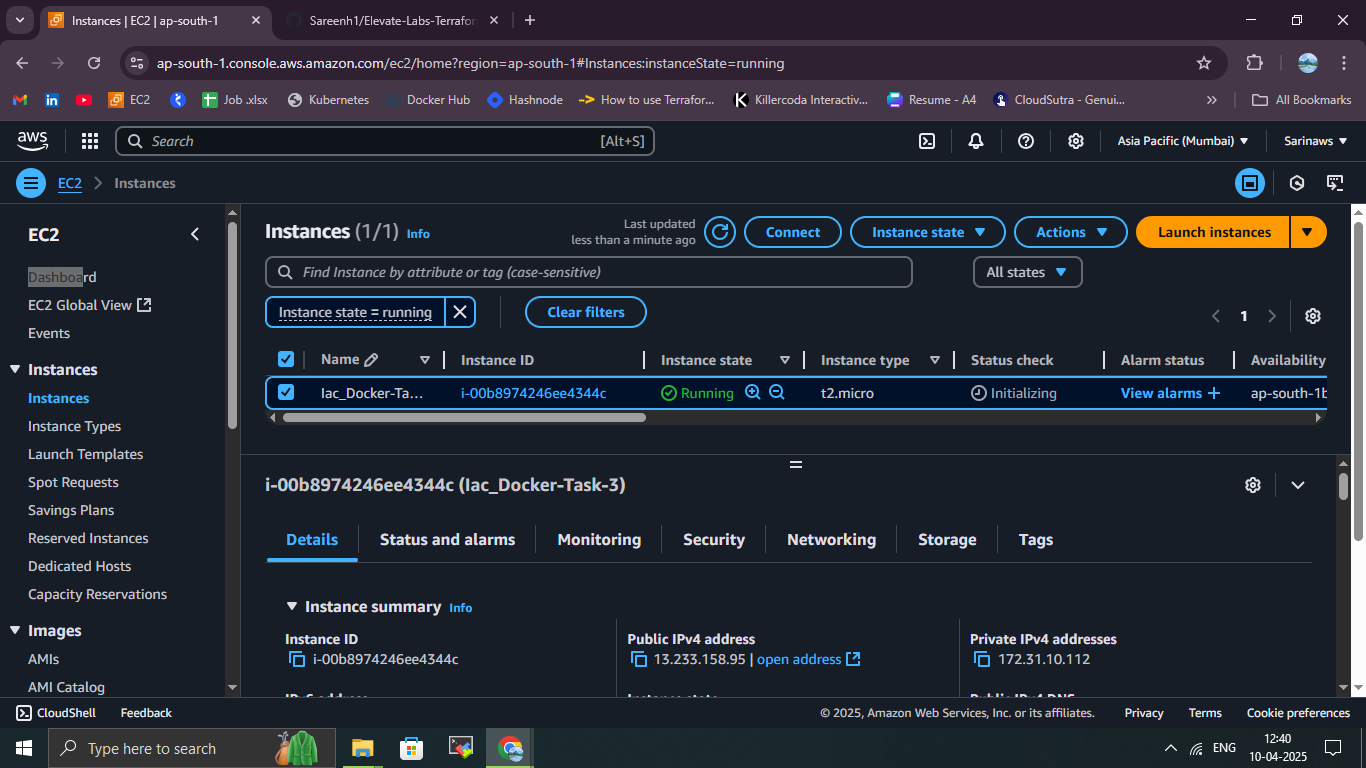 Instances | EC2 | ap-south-1
Sareenh1/Elevate-Labs-Terrafor
ap-south-1.console.aws.amazon.com/ec2/home?region=ap-south-1#Instances:instanceState=running
EC2
Job .xlsx
Kubernetes
Docker Hub
Hashnode
How to use Terrafor...
Killercoda Interactiv...
Resume - A4
CloudSutra - Genui...
All Bookmarks
aws
Search
[Alt+S]
Asia Pacific (Mumbai)
Sarinaws
EC2
Instances
EC2
Dashboard
EC2 Global View
Events
Instances
Instances
Instance Types
Launch Templates
Spot Requests
Savings Plans
Reserved Instances
Dedicated Hosts
Capacity Reservations
Images
AMIs
AMI Catalog
Instances (1/1) Info
Last updated
less than a minute ago
Connect
Instance state
Actions
Launch instances
Find Instance by attribute or tag (case-sensitive)
All states
Instance state = running
Clear filters
1
Name
Instance ID
Instance state
Instance type
Status check
Alarm status
Availability
Iac_Docker-Ta...
i-00b8974246ee4344c
Running
t2.micro
Initializing
View alarms +
ap-south-1b
i-00b8974246ee4344c (Iac_Docker-Task-3)
Details
Status and alarms
Monitoring
Security
Networking
Storage
Tags
Instance summary Info
Instance ID
i-00b8974246ee4344c
Public IPv4 address
13.233.158.95 | open address
Private IPv4 addresses
172.31.10.112
IPv6 address
Instance state
Public IPv4 DNS
CloudShell
Feedback
© 2025, Amazon Web Services, Inc. or its affiliates.
Privacy
Terms
Cookie preferences
Type here to search
ENG
12:40
10-04-2025